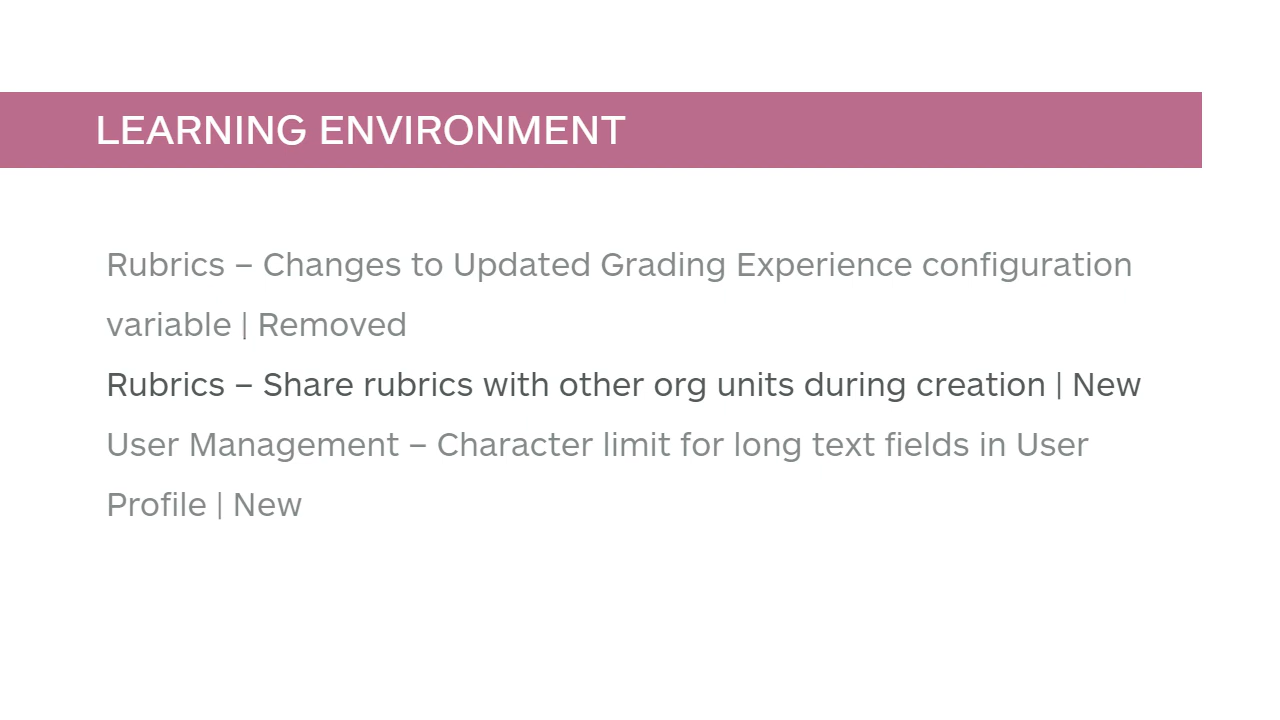 LEARNING ENVIRONMENT
Rubrics – Changes to Updated Grading Experience configuration
variable | Removed
Rubrics – Share rubrics with other org units during creation | New
User Management – Character limit for long text fields in User
Profile | New